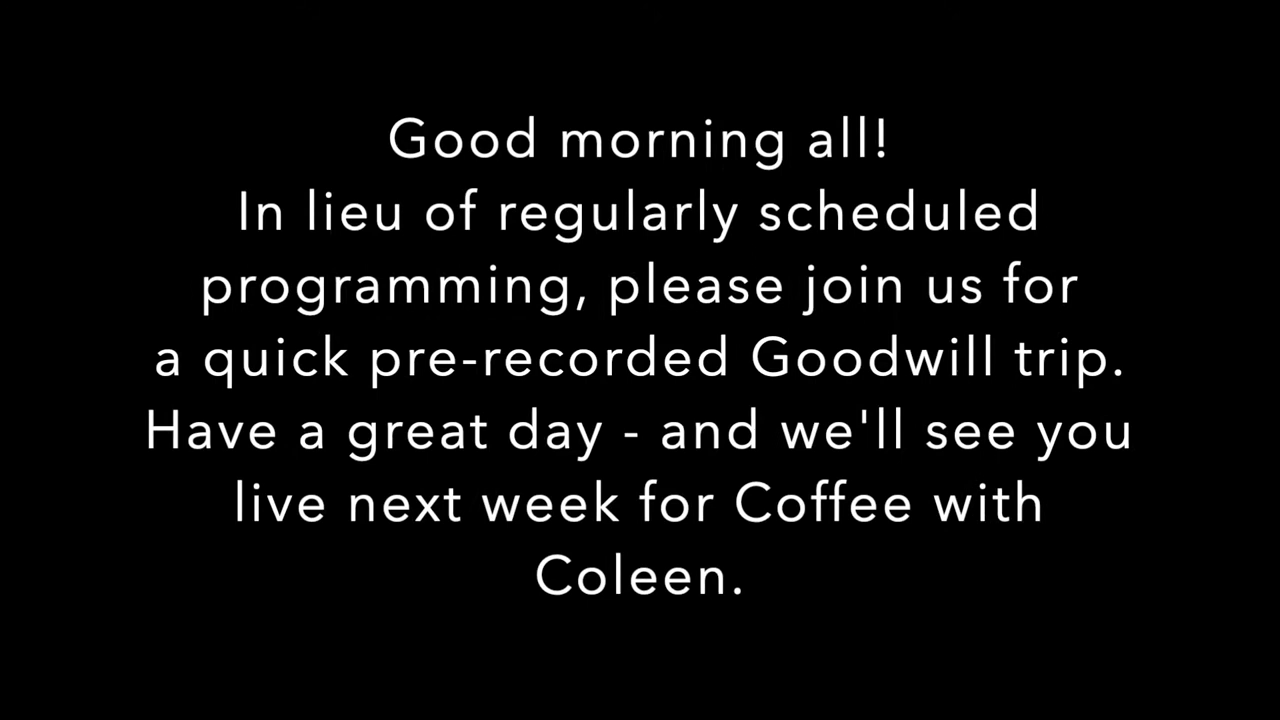 Good morning all!
In lieu of regularly scheduled
programming, please join us for
a quick pre-recorded Goodwill trip.
Have a great day - and we'll see you
live next week for Coffee with
Coleen.